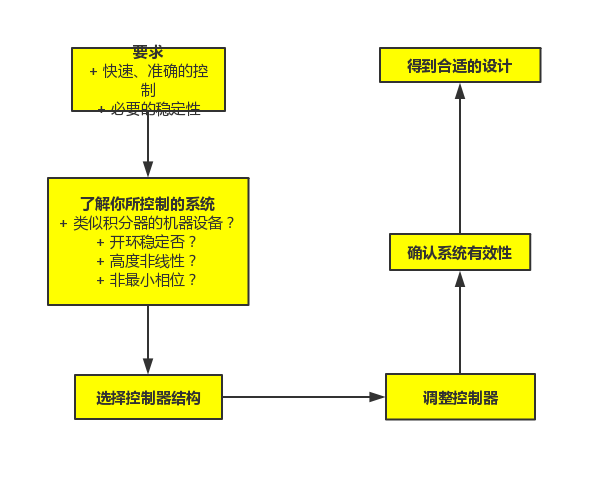 要求
+ 快速、准确的控
制
+ 必要的稳定性
了解你所控制的系统
+ 类似积分器的机器设备？
+ 开环稳定否？
+ 高度非线性？
+ 非最小相位？
选择控制器结构
调整控制器
确认系统有效性
得到合适的设计